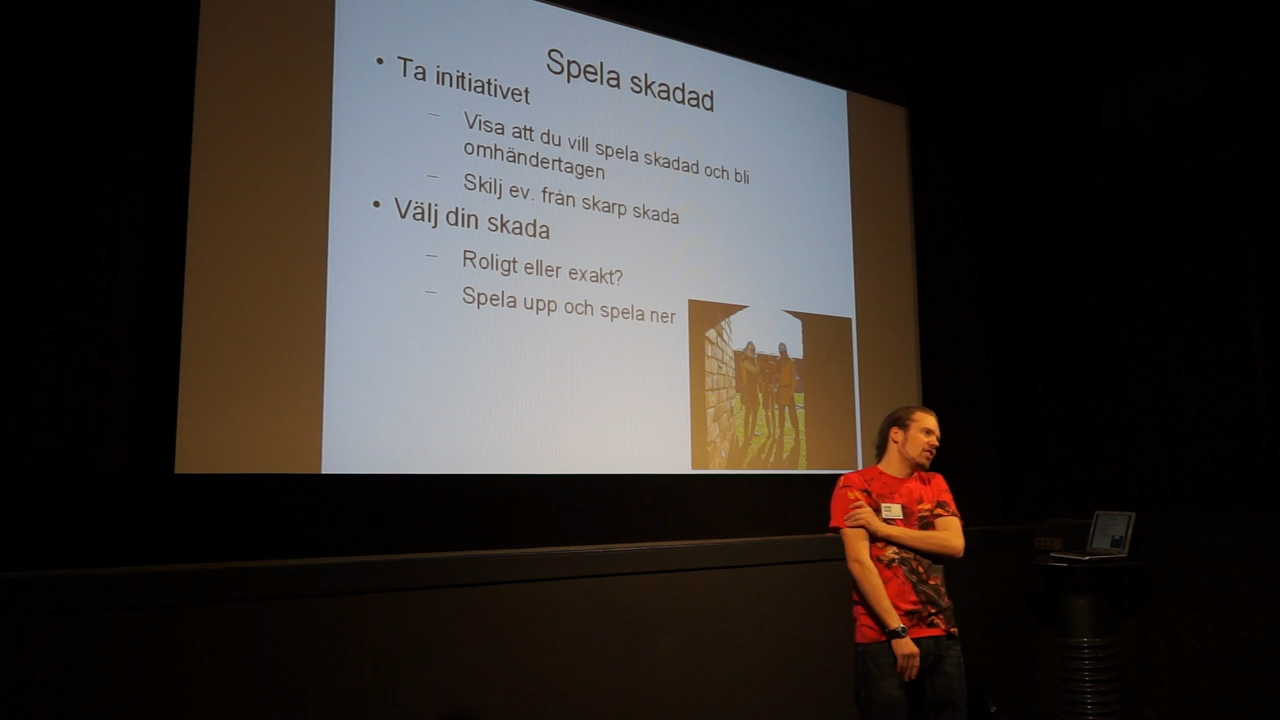 Spela skadad
• Ta initiativet
– Visa att du vill spela skadad och bli
omhändertagen
– Skilj ev. från skarp skada
• Välj din skada
– Roligt eller exakt?
– Spela upp och spela ner